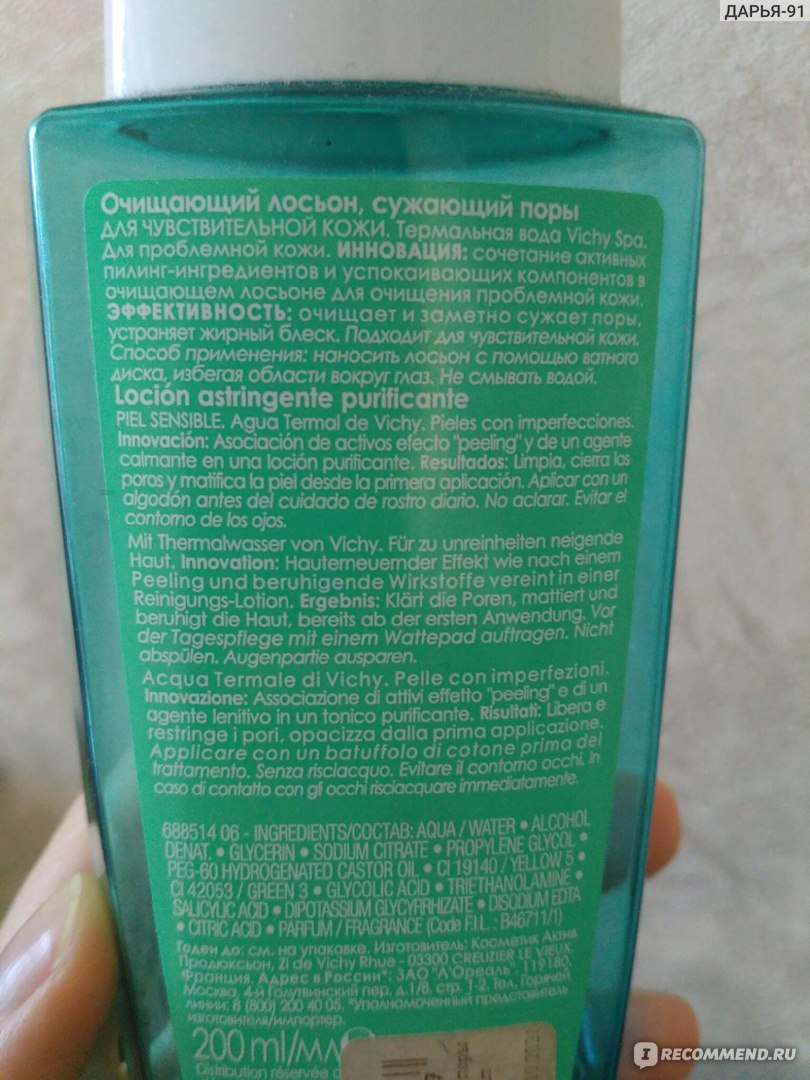 ДАРЬЯ-91
Очищающий лосьон, сужающий поры
ДЛЯ ЧУВСТВИТЕЛЬНОЙ КОЖИ. Термальная вода Vichy Spa.
Для проблемной кожи. ИННОВАЦИЯ: сочетание активных
пилинг-ингредиентов и успокаивающих компонентов в
очищающем лосьоне для очищения проблемной кожи.
ЭФФЕКТИВНОСТЬ: очищает и заметно сужает поры,
устраняет жирный блеск. Подходит для чувствительной кожи.
Способ применения: наносить лосьон с помощью ватного
диска, избегая области вокруг глаз. Не смывать водой.
Loción astringente purificante
PIEL SENSIBLE. Agua Termal de Vichy. Pieles con imperfecciones.
Innovación: Asociación de activos efecto "peeling" y de un agente
calmante en una loción purificante. Resultados: Limpia, cierra los
poros y matifica la piel desde la primera aplicación. Aplicar con un
algodón antes del cuidado de rostro diario. No aclarar. Evitar el
contorno de los ojos.
Mit Thermalwasser von Vichy. Für zu unreinheiten neigende
Haut. Innovation: Hauterneuernder Effekt wie nach einem
Peeling und beruhigende Wirkstoffe vereint in einer
Reinigungs-Lotion. Ergebnis: Klärt die Poren, mattiert und
beruhigt die Haut, bereits ab der ersten Anwendung. Vor
der Tagespflege mit einem Wattepad auftragen. Nicht
abspülen. Augenpartie ausparen.
Acqua Termale di Vichy. Pelle con imperfezioni.
Innovazione: Associazione di attivi effetto "peeling" e di un
agente lenitivo in un tonico purificante. Risultati: Libera e
restringe i pori, opacizza dalla prima applicazione.
Applicare con un batuffolo di cotone prima del
trattamento. Senza risciacquo. Evitare il contorno occhi. In
caso di contatto con gli occhi risciacquare immediatamente.
688514 06 - INGREDIENTS/СОСТАВ: AQUA / WATER • ALCOHOL
DENAT. • GLYCERIN • SODIUM CITRATE • PROPYLENE GLYCOL •
PEG-60 HYDROGENATED CASTOR OIL • CI 19140 / YELLOW 5 •
CI 42053 / GREEN 3 • GLYCOLIC ACID • TRIETHANOLAMINE •
SALICYLIC ACID • DIPOTASSIUM GLYCYRRHIZATE • DISODIUM EDTA
• CITRIC ACID • PARFUM / FRAGRANCE (Code F.I.L. : B46711/1)
Годен до: см. на упаковке. Изготовитель: Косметик Актив
Продюксьон, ZI de Vichy Rhue - 03300 CREUZIER LE VIEUX
Франция. Адрес в России*: ЗАО "Л'Ореаль", 119180,
Москва, 4-й Голутвинский пер. д.1/8, стр. 1-2. Тел. Горячей
линии: 8 (800) 200 40 05. *Уполномоченный представитель
изготовителя/импортер.
200 ml/мл
Distribution réservée
IRECOMMEND.RU